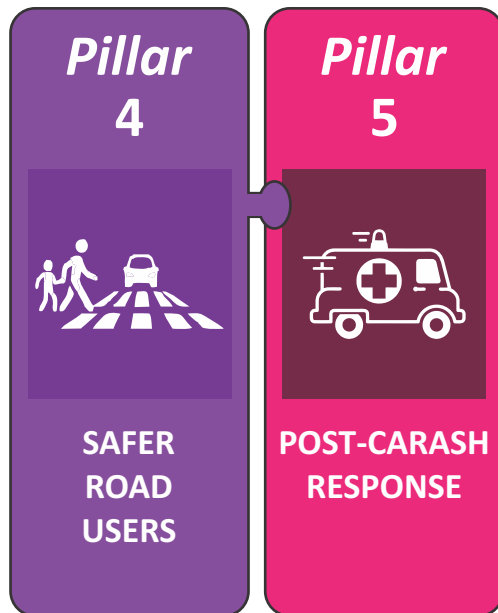 Pillar
4
SAFER
ROAD
USERS
Pillar
5
POST-CARASH
RESPONSE